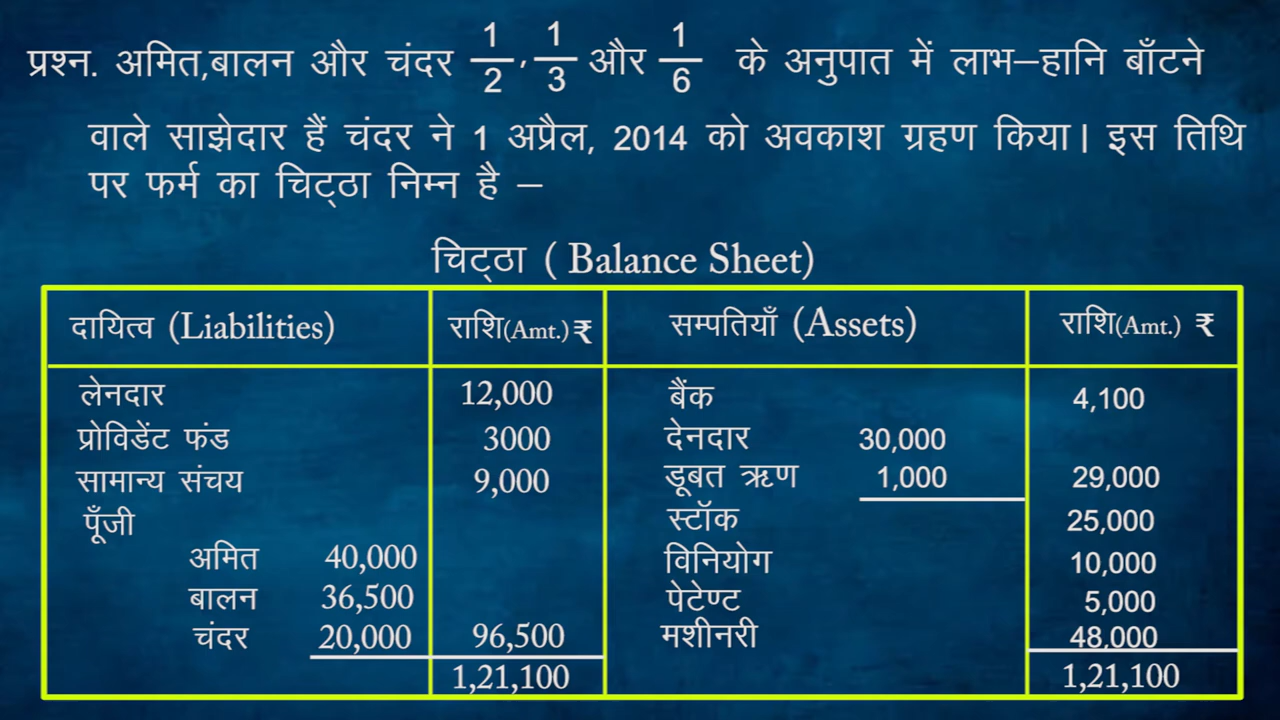 प्रश्न. अमित,बालन और चंदर 1/2, 1/3 और 1/6 के अनुपात में लाभ–हानि बाँटने
वाले साझेदार हैं चंदर ने 1 अप्रैल, 2014 को अवकाश ग्रहण किया| इस तिथि
पर फर्म का चिट्ठा निम्न है –
चिट्ठा ( Balance Sheet)
दायित्व (Liabilities) राशि(Amt.) ₹ सम्पतियाँ (Assets) राशि(Amt.) ₹
लेनदार 12,000 बैंक 4,100
प्रोविडेंट फंड 3000 देनदार 30,000
सामान्य संचय 9,000 डूबत ऋण 1,000 29,000
पूँजी स्टॉक 25,000
अमित 40,000 विनियोग 10,000
बालन 36,500 पेटेण्ट 5,000
चंदर 20,000 96,500 मशीनरी 48,000
1,21,100 1,21,100